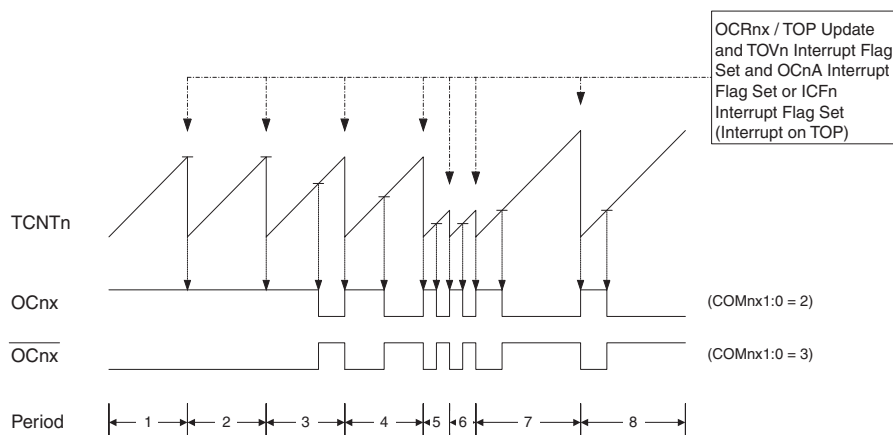 OCRnx / TOP Update
and TOVn Interrupt Flag
Set and OCnA Interrupt
Flag Set or ICFn
Interrupt Flag Set
(Interrupt on TOP)
TCNTn
OCnx
(COMnx1:0 = 2)
OCnx
(COMnx1:0 = 3)
Period
1
2
3
4
5
6
7
8